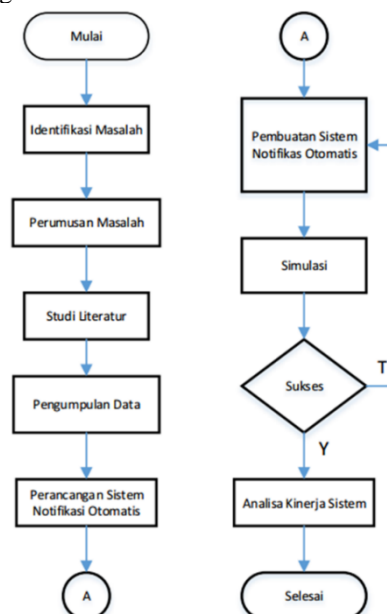 Mulai
Identifikasi Masalah
Perumusan Masalah
Studi Literatur
Pengumpulan Data
Perancangan Sistem
Notifikasi Otomatis
A
A
Pembuatan Sistem
Notifikas Otomatis
Simulasi
Sukses
T
Y
Analisa Kinerja Sistem
Selesai